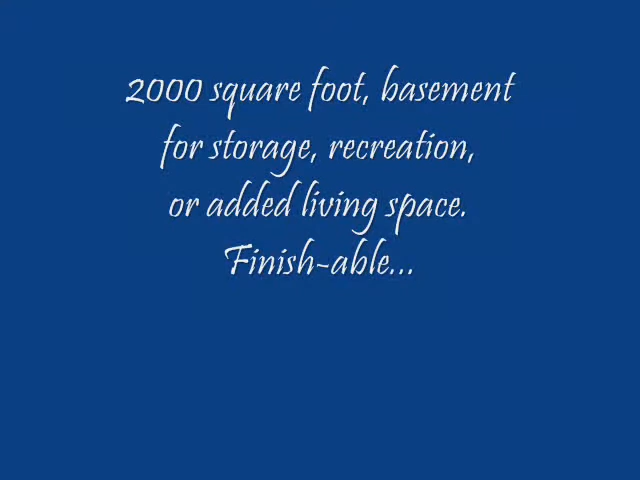 2000 square foot, basement
for storage, recreation,
or added living space.
Finish-able...